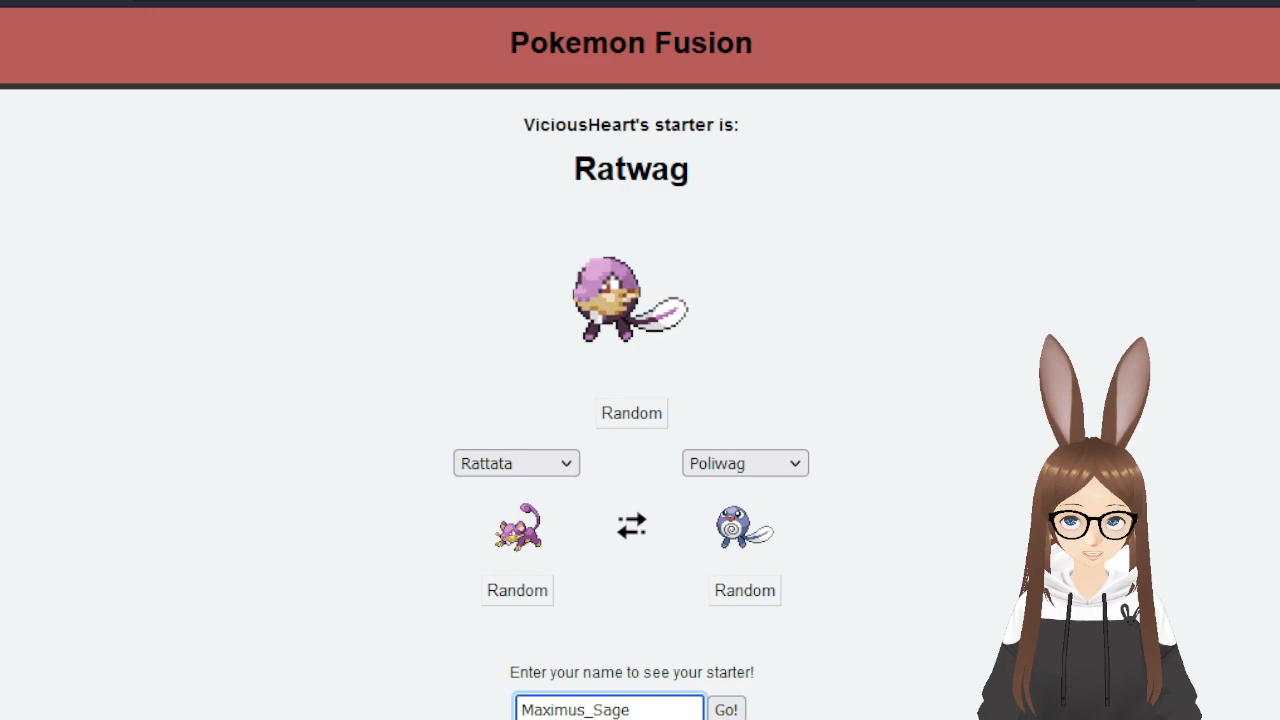 Pokemon Fusion
ViciousHeart's starter is:
Ratwag
Random
Rattata
Poliwag
Random
Random
Enter your name to see your starter!
Maximus_Sage
Go!